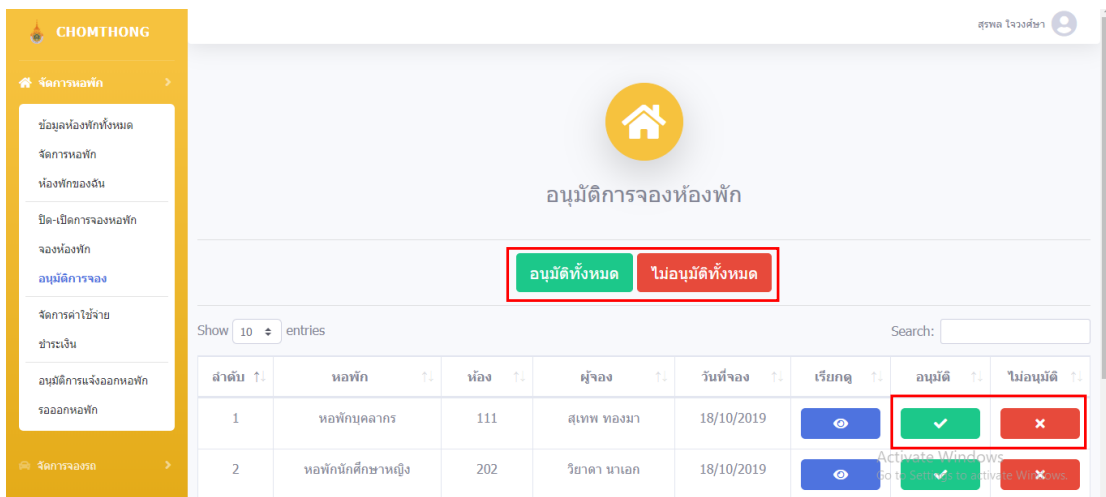 CHOMTHONG
สุรพล ใจวงศ์ษา
จัดการหอพัก
ข้อมูลห้องพักทั้งหมด
จัดการหอพัก
ห้องพักของฉัน
ปิด-เปิดการจองหอพัก
จองห้องพัก
อนุมัติการจอง
จัดการค่าใช้จ่าย
ชำระเงิน
อนุมัติการแจ้งออกหอพัก
รอออกหอพัก
จัดการจองรถ
อนุมัติการจองห้องพัก
อนุมัติทั้งหมด ไม่อนุมัติทั้งหมด
Show 10 entries Search:
ลำดับ หอพัก ห้อง ผู้จอง วันที่จอง เรียกดู อนุมัติ ไม่อนุมัติ
1 หอพักบุคลากร 111 สุเทพ ทองมา 18/10/2019
2 หอพักนักศึกษาหญิง 202 วิยาดา นาเอก 18/10/2019
Activate Windows
Go to Settings to activate Windows.